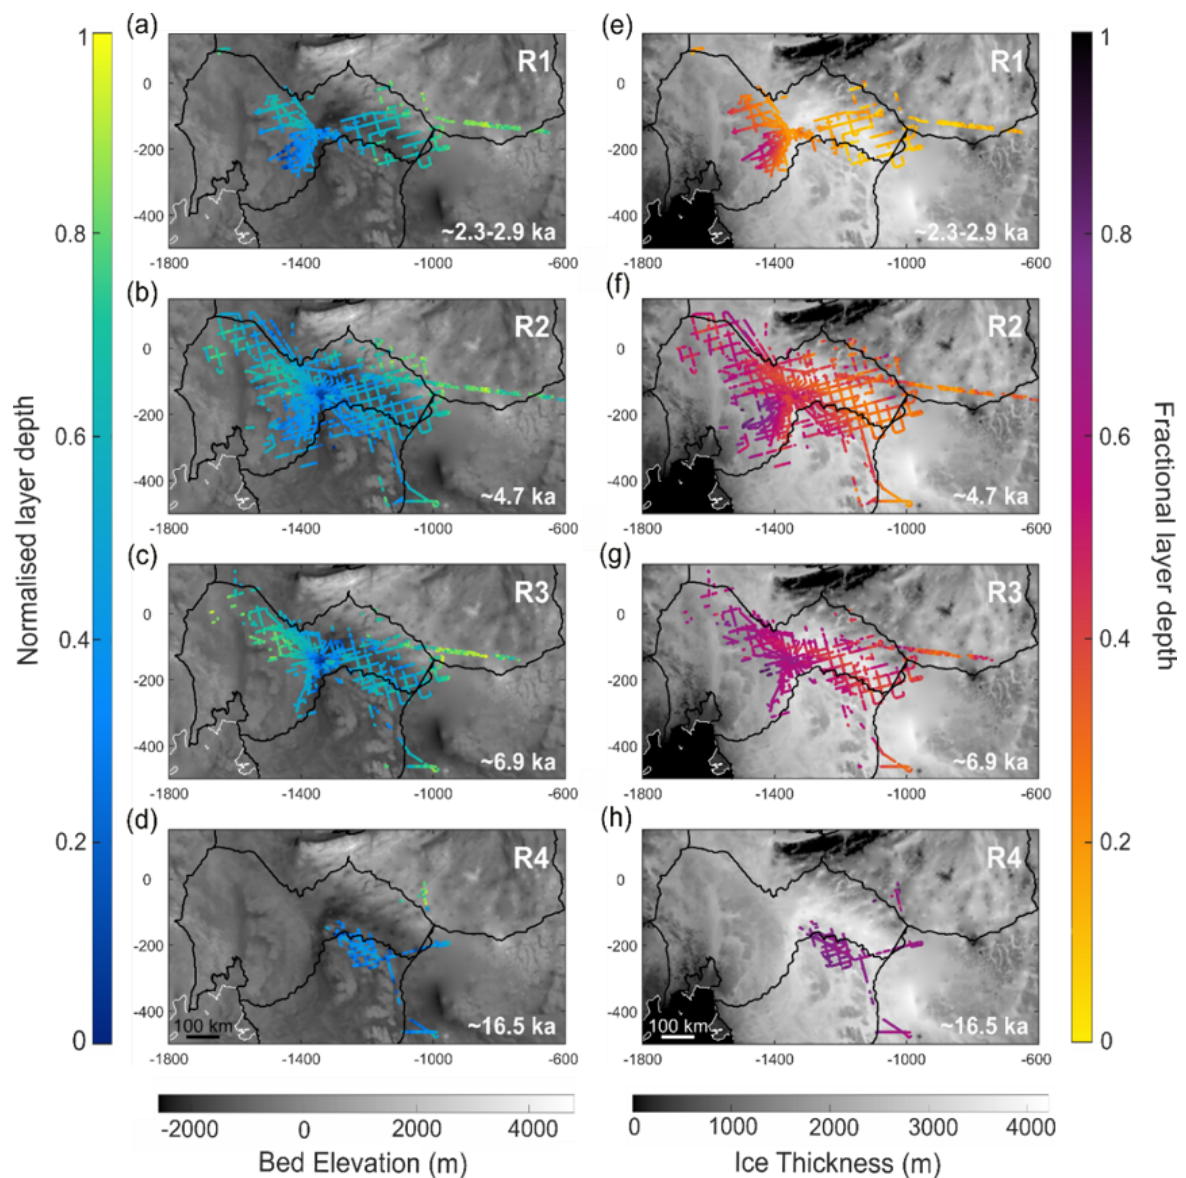 (a)
R1
0
-200
-400
~2.3-2.9 ka
-1800
-1400
-1000
-600
(b)
R2
0
-200
-400
~4.7 ka
-1800
-1400
-1000
-600
(c)
R3
0
-200
-400
~6.9 ka
-1800
-1400
-1000
-600
(d)
R4
0
-200
-400
100 km
~16.5 ka
-1800
-1400
-1000
-600
1
0.8
0.6
0.4
0.2
0
Normalised layer depth
-2000
0
2000
4000
Bed Elevation (m)
(e)
R1
0
-200
-400
~2.3-2.9 ka
-1800
-1400
-1000
-600
(f)
R2
0
-200
-400
~4.7 ka
-1800
-1400
-1000
-600
(g)
R3
0
-200
-400
~6.9 ka
-1800
-1400
-1000
-600
(h)
R4
0
-200
-400
100 km
~16.5 ka
-1800
-1400
-1000
-600
1
0.8
0.6
0.4
0.2
0
Fractional layer depth
0
1000
2000
3000
4000
Ice Thickness (m)